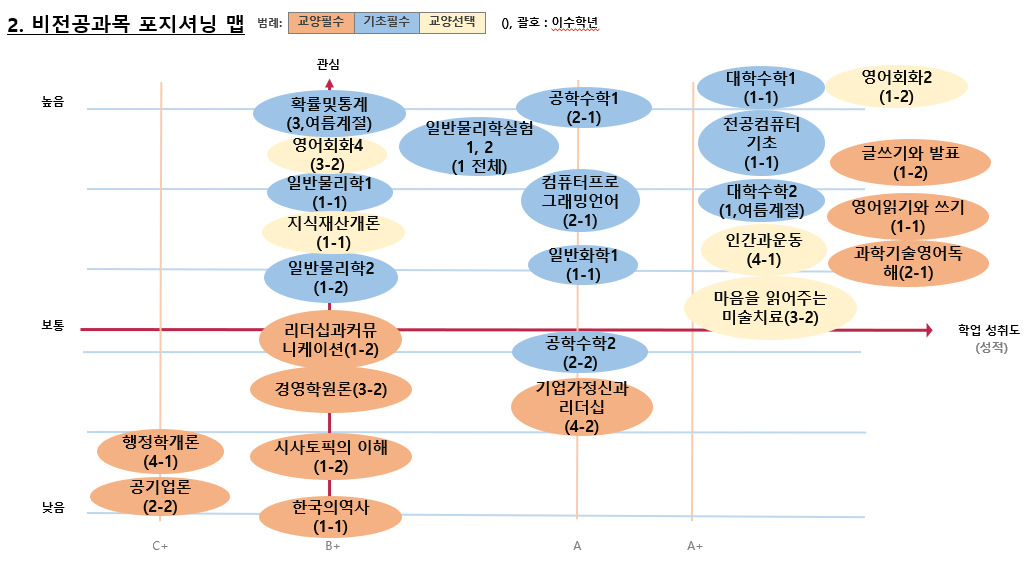 2. 비전공과목 포지셔닝 맵
범례:
교양필수
기초필수
교양선택
(), 괄호 : 이수학년
관심
높음
확률및통계
(3,여름계절)
영어회화4
(3-2)
일반물리학1
(1-1)
지식재산개론
(1-1)
일반물리학2
(1-2)
일반물리학실험
1, 2
(1 전체)
공학수학1
(2-1)
컴퓨터프로
그래밍언어
(2-1)
일반화학1
(1-1)
대학수학1
(1-1)
전공컴퓨터
기초
(1-1)
대학수학2
(1,여름계절)
인간과운동
(4-1)
마음을 읽어주는
미술치료(3-2)
영어회화2
(1-2)
글쓰기와 발표
(1-2)
영어읽기와 쓰기
(1-1)
과학기술영어독
해(2-1)
보통
학업 성취도
(성적)
리더십과커뮤
니케이션(1-2)
경영학원론(3-2)
시사토픽의 이해
(1-2)
한국의역사
(1-1)
공학수학2
(2-2)
기업가정신과
리더십
(4-2)
행정학개론
(4-1)
공기업론
(2-2)
낮음
C+
B+
A
A+